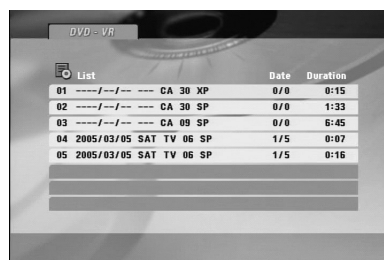 DVD - VR
List Date Duration
01 ----/--/-- --- CA 30 XP 0/0 0:15
02 ----/--/-- --- CA 30 SP 0/0 1:33
03 ----/--/-- --- CA 09 SP 0/0 6:45
04 2005/03/05 SAT TV 06 SP 1/5 0:07
05 2005/03/05 SAT TV 06 SP 1/5 0:16